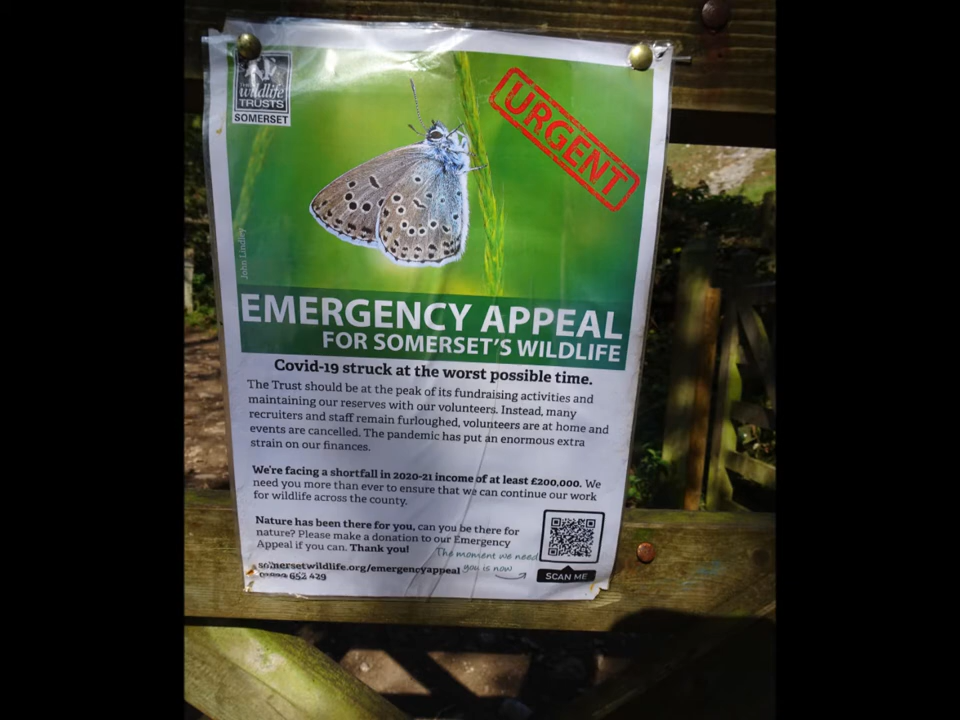 The
wildlife
TRUSTS
SOMERSET
URGENT
John Lindley
EMERGENCY APPEAL
FOR SOMERSET'S WILDLIFE
Covid-19 struck at the worst possible time.
The Trust should be at the peak of its fundraising activities and
maintaining our reserves with our volunteers. Instead, many
recruiters and staff remain furloughed, volunteers are at home and
events are cancelled. The pandemic has put an enormous extra
strain on our finances.
We're facing a shortfall in 2020-21 income of at least £200,000. We
need you more than ever to ensure that we can continue our work
for wildlife across the county.
Nature has been there for you, can you be there for
nature? Please make a donation to our Emergency
Appeal if you can. Thank you!
The moment we need
you is now
somersetwildlife.org/emergencyappeal
652 429
SCAN ME